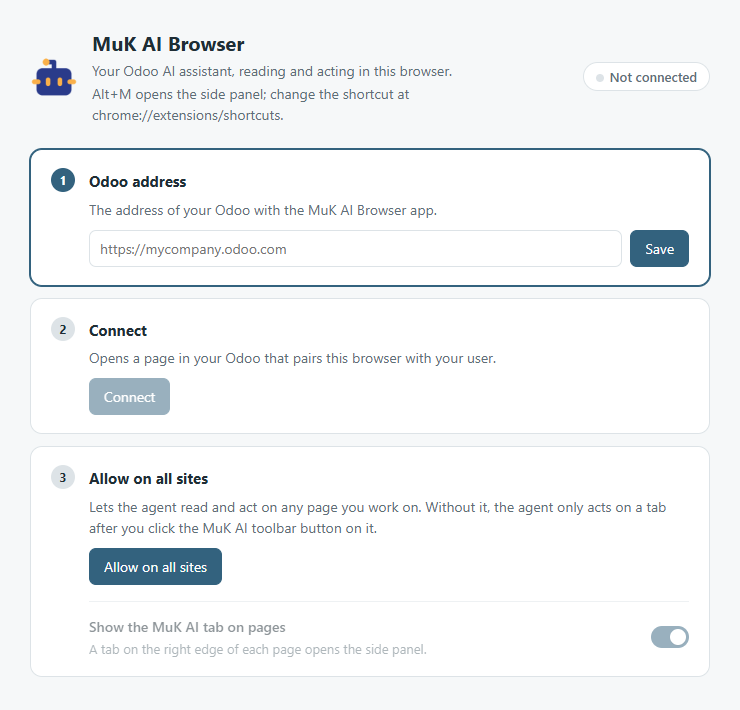 MuK AI Browser
Your Odoo AI assistant, reading and acting in this browser.
Alt+M opens the side panel; change the shortcut at
chrome://extensions/shortcuts.
Not connected
1
Odoo address
The address of your Odoo with the MuK AI Browser app.
https://mycompany.odoo.com
Save
2
Connect
Opens a page in your Odoo that pairs this browser with your user.
Connect
3
Allow on all sites
Lets the agent read and act on any page you work on. Without it, the agent only acts on a tab
after you click the MuK AI toolbar button on it.
Allow on all sites
Show the MuK AI tab on pages
A tab on the right edge of each page opens the side panel.